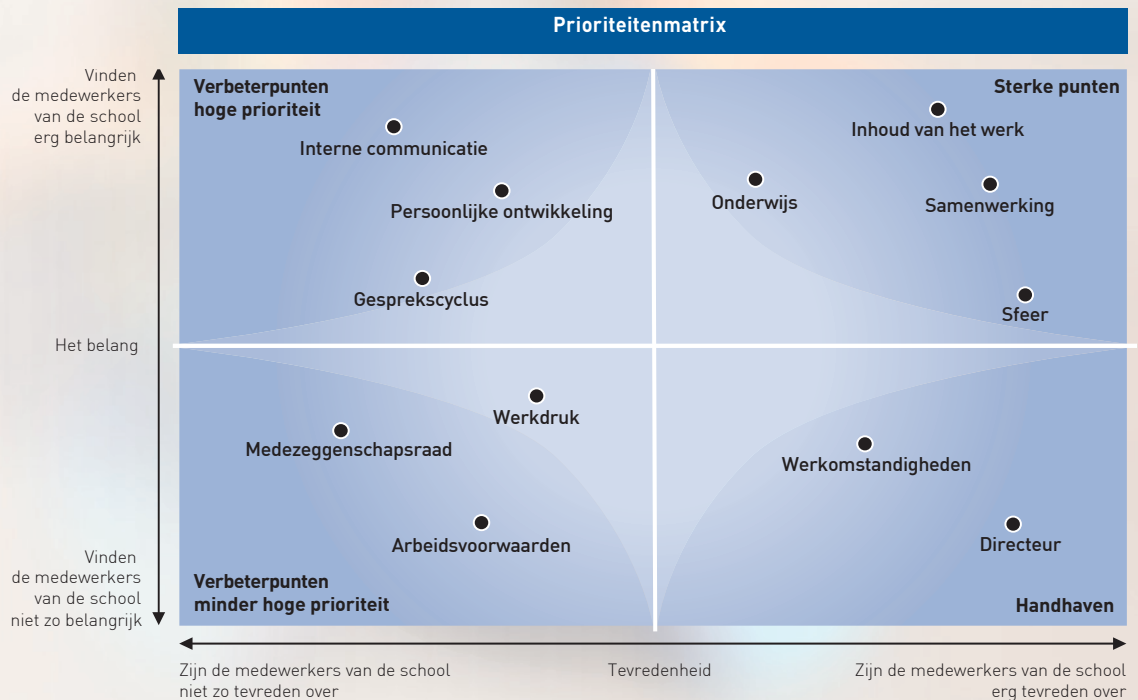 Prioriteitenmatrix
Vinden
de medewerkers
van de school
erg belangrijk
Verbeterpunten
hoge prioriteit
Sterke punten
Interne communicatie
Inhoud van het werk
Persoonlijke ontwikkeling
Onderwijs
Samenwerking
Gesprekscyclus
Sfeer
Het belang
Werkdruk
Medezeggenschapsraad
Werkomstandigheden
Arbeidsvoorwaarden
Directeur
Vinden
de medewerkers
van de school
niet zo belangrijk
Verbeterpunten
minder hoge prioriteit
Handhaven
Zijn de medewerkers van de school
niet zo tevreden over
Tevredenheid
Zijn de medewerkers van de school
erg tevreden over